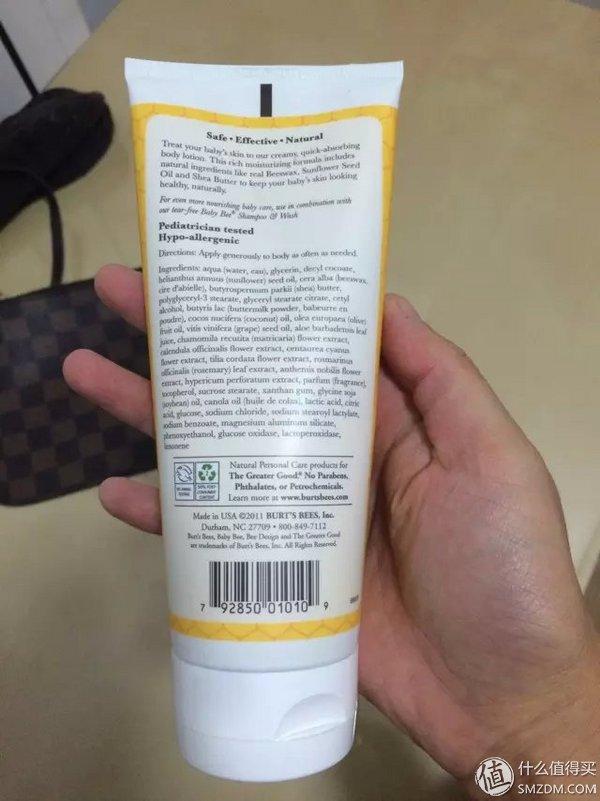 Safe • Effective • Natural
Treat your baby's skin to our creamy, quick-absorbing
body lotion. This rich moisturizing formula includes
natural ingredients like real Beeswax, Sunflower Seed
Oil and Shea Butter to keep your baby's skin looking
healthy, naturally.
For even more nourishing baby care, use in combination with
our tear-free Baby Bee® Shampoo & Wash
Pediatrician tested
Hypo-allergenic
Directions: Apply generously to body as often as needed.
Ingredients: aqua (water, eau), glycerin, decyl cocoate,
helianthus annuus (sunflower) seed oil, cera alba (beeswax,
cire d'abielle), butyrospermum parkii (shea) butter,
polyglyceryl-3 stearate, glyceryl stearate citrate, cetyl
alcohol, butyris lac (buttermilk powder, babeurre en
poudre), cocos nucifera (coconut) oil, olea europaea (olive)
fruit oil, vitis vinifera (grape) seed oil, aloe barbadensis leaf
juice, chamomila recutita (matricaria) flower extract,
calendula officinalis flower extract, centaurea cyanus
flower extract, tilia cordata flower extract, rosmarinus
officinalis (rosemary) leaf extract, anthemis nobilis flower
extract, hypericum perforatum extract, parfum (fragrance),
tocopherol, sucrose stearate, xanthan gum, glycine soja
(soybean) oil, canola oil (huile de colza), lactic acid, citric
acid, glucose, sodium chloride, sodium stearoyl lactylate,
sodium benzoate, magnesium aluminum silicate,
phenoxyethanol, glucose oxidase, lactoperoxidase,
limonene
50% POST
CONSUMER
CONTENT
Natural Personal Care products for
The Greater Good.® No Parabens,
Phthalates, or Petrochemicals.
Learn more at www.burtsbees.com
Made in USA ©2011 BURT'S BEES, Inc.
Durham, NC 27709 • 800-849-7112
Burt's Bees, Baby Bee, Bee Design and The Greater Good
are trademarks of Burt's Bees, Inc. All Rights Reserved.
7 92850 01010 9
值 什么值得买
SMZDM.COM